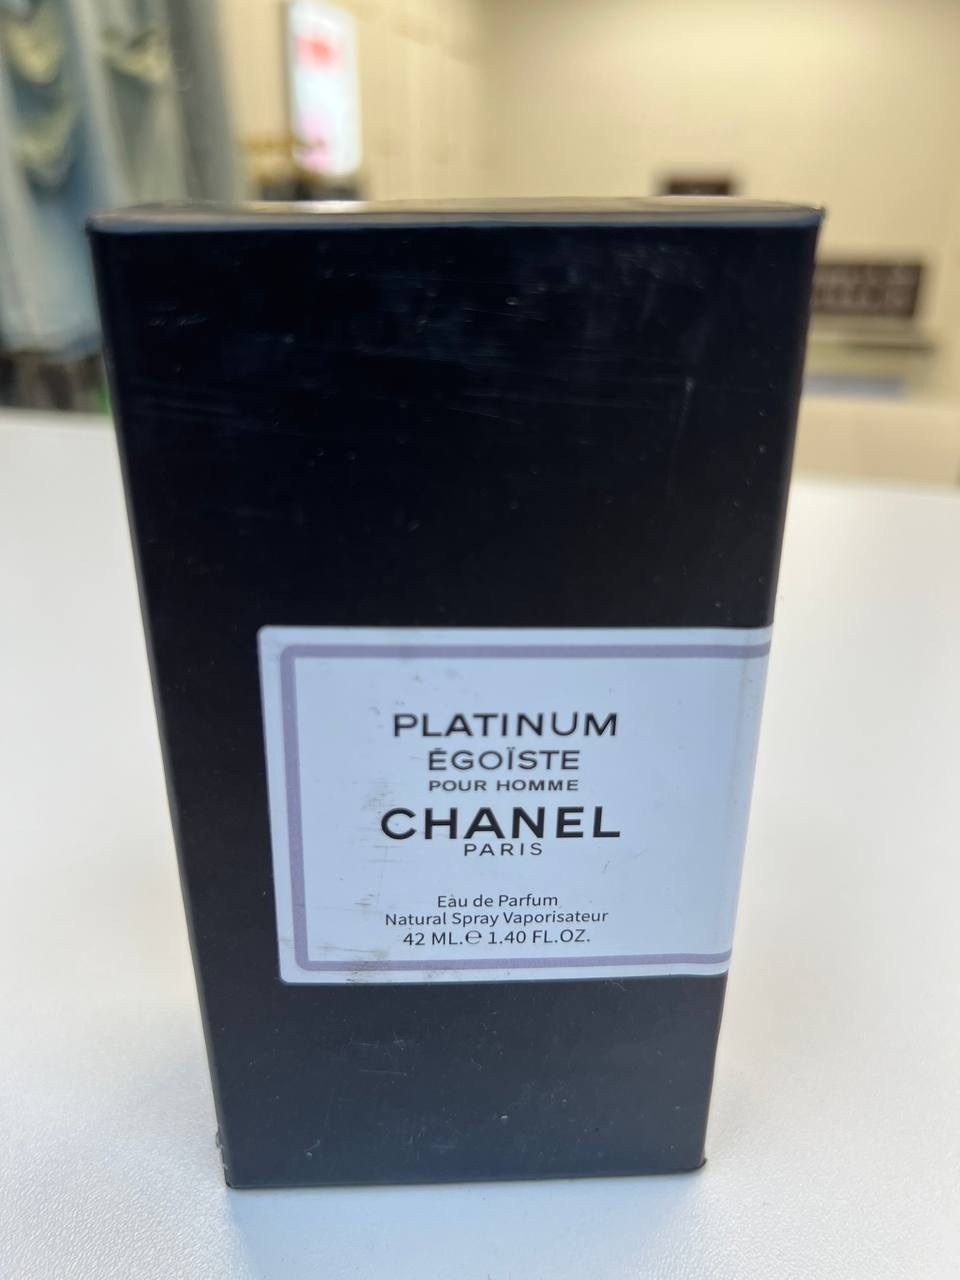 PLATINUM
ÉGOÏSTE
POUR HOMME
CHANEL
PARIS
Eau de Parfum
Natural Spray Vaporisateur
42 ML.℮ 1.40 FL.OZ.